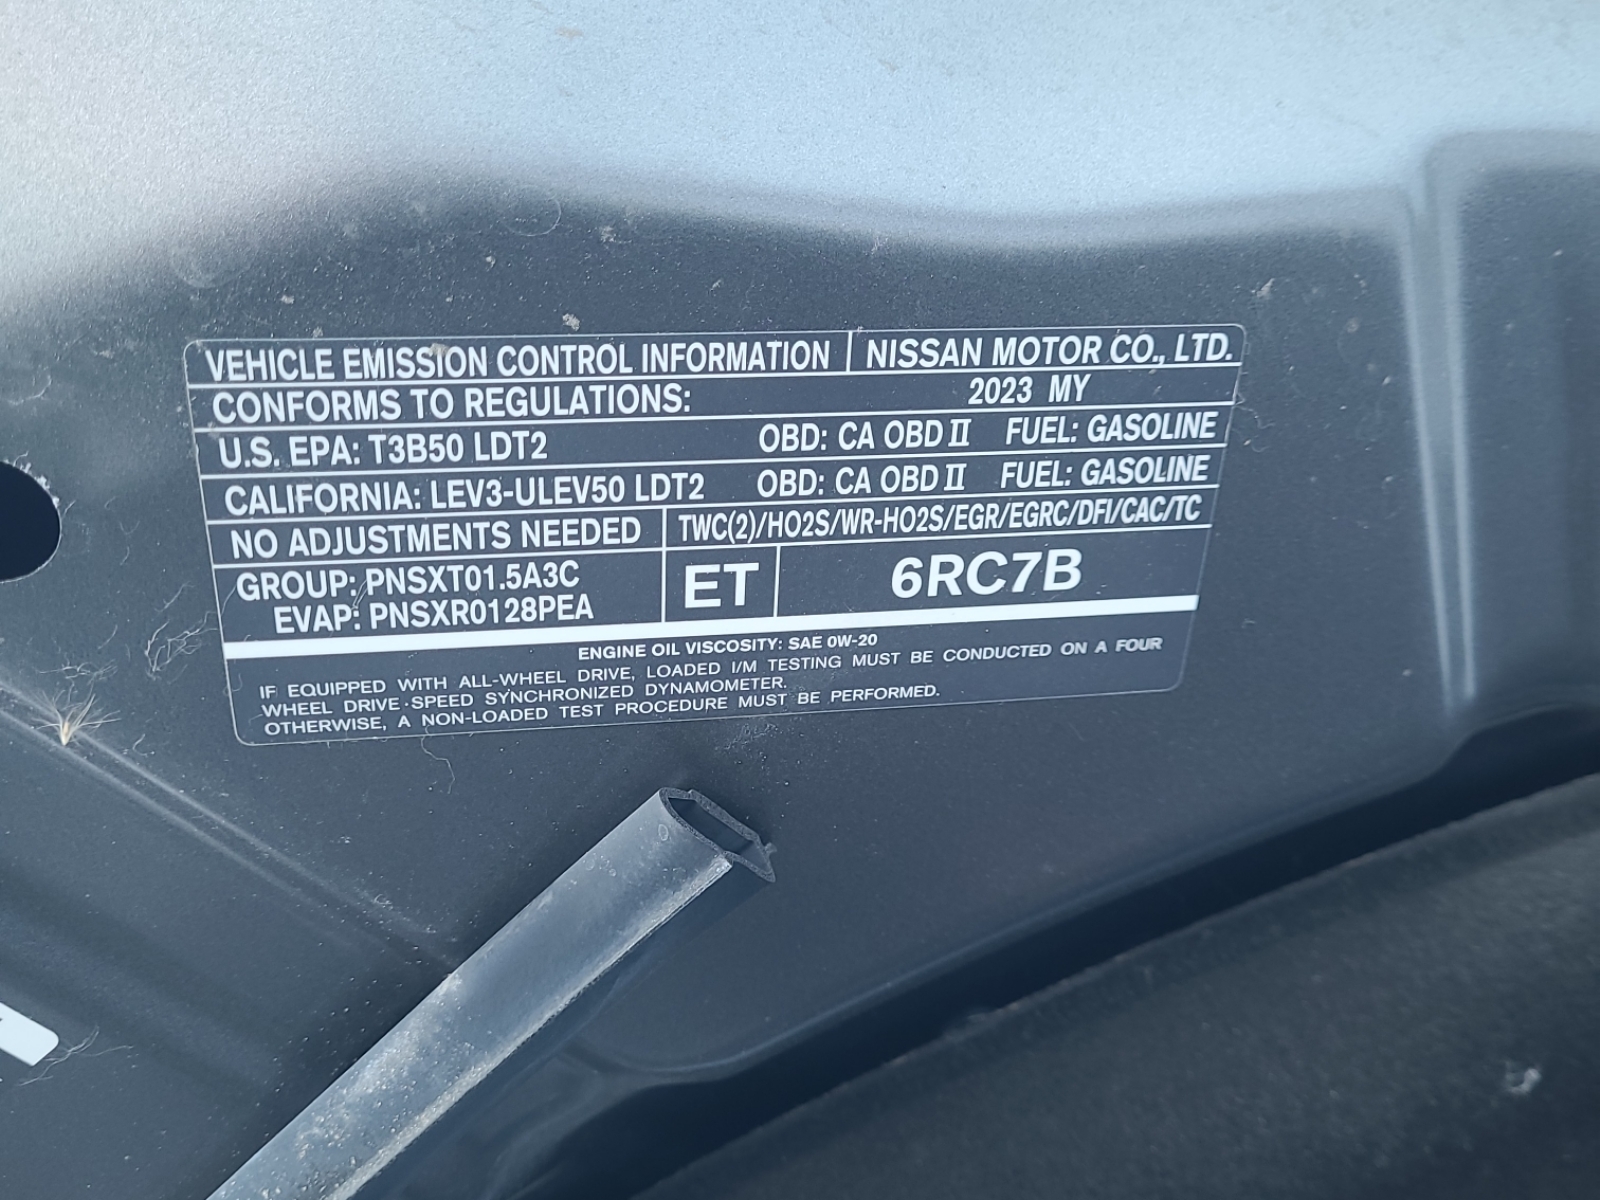 VEHICLE EMISSION CONTROL INFORMATION NISSAN MOTOR CO., LTD.
CONFORMS TO REGULATIONS: 2023 MY
U.S. EPA: T3B50 LDT2 OBD: CA OBD II FUEL: GASOLINE
CALIFORNIA: LEV3-ULEV50 LDT2 OBD: CA OBD II FUEL: GASOLINE
NO ADJUSTMENTS NEEDED TWC(2)/HO2S/WR-HO2S/EGR/EGRC/DFI/CAC/TC
GROUP: PNSXT01.5A3C ET 6RC7B
EVAP: PNSXR0128PEA
ENGINE OIL VISCOSITY: SAE 0W-20
IF EQUIPPED WITH ALL-WHEEL DRIVE, LOADED I/M TESTING MUST BE CONDUCTED ON A FOUR
WHEEL DRIVE-SPEED SYNCHRONIZED DYNAMOMETER.
OTHERWISE, A NON-LOADED TEST PROCEDURE MUST BE PERFORMED.